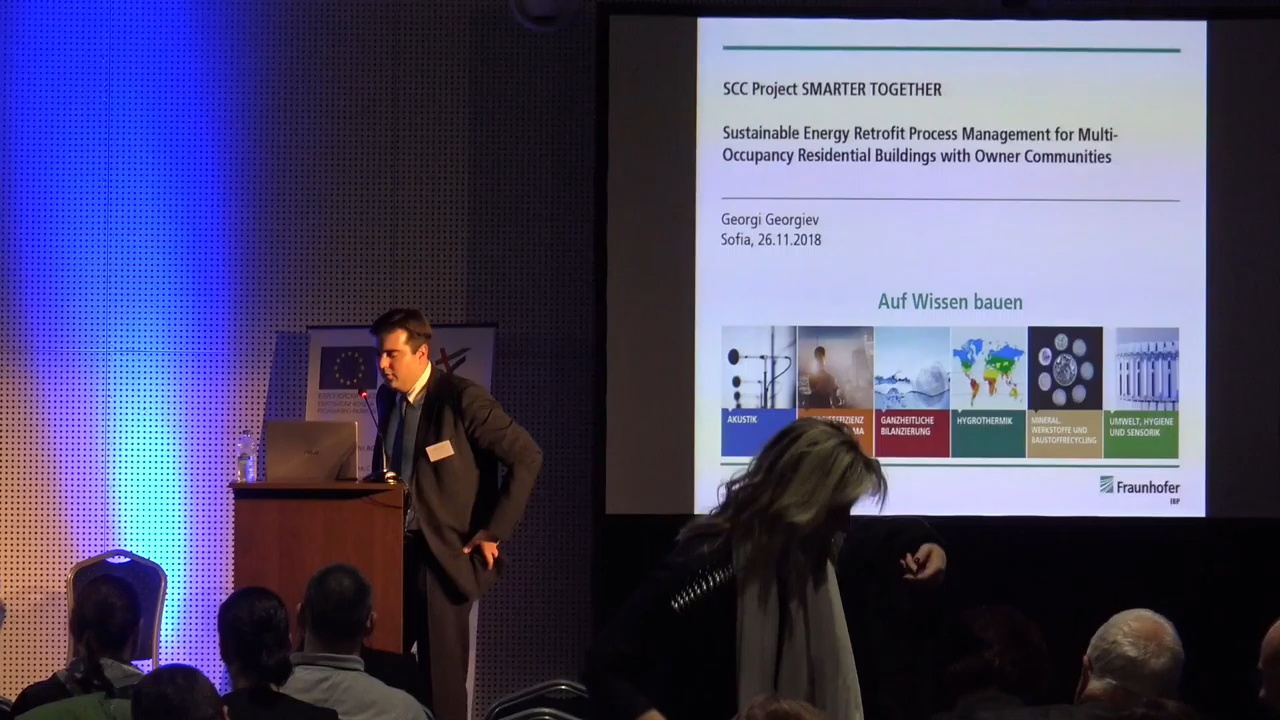 SCC Project SMARTER TOGETHER
Sustainable Energy Retrofit Process Management for Multi-
Occupancy Residential Buildings with Owner Communities
Georgi Georgiev
Sofia, 26.11.2018
Auf Wissen bauen
AKUSTIK
GANZHEITLICHE
BILANZIERUNG
HYGROTHERMIK
MINERAL.
WERKSTOFFE UND
BAUSTOFFRECYCLING
UMWELT, HYGIENE
UND SENSORIK
Fraunhofer
IBP